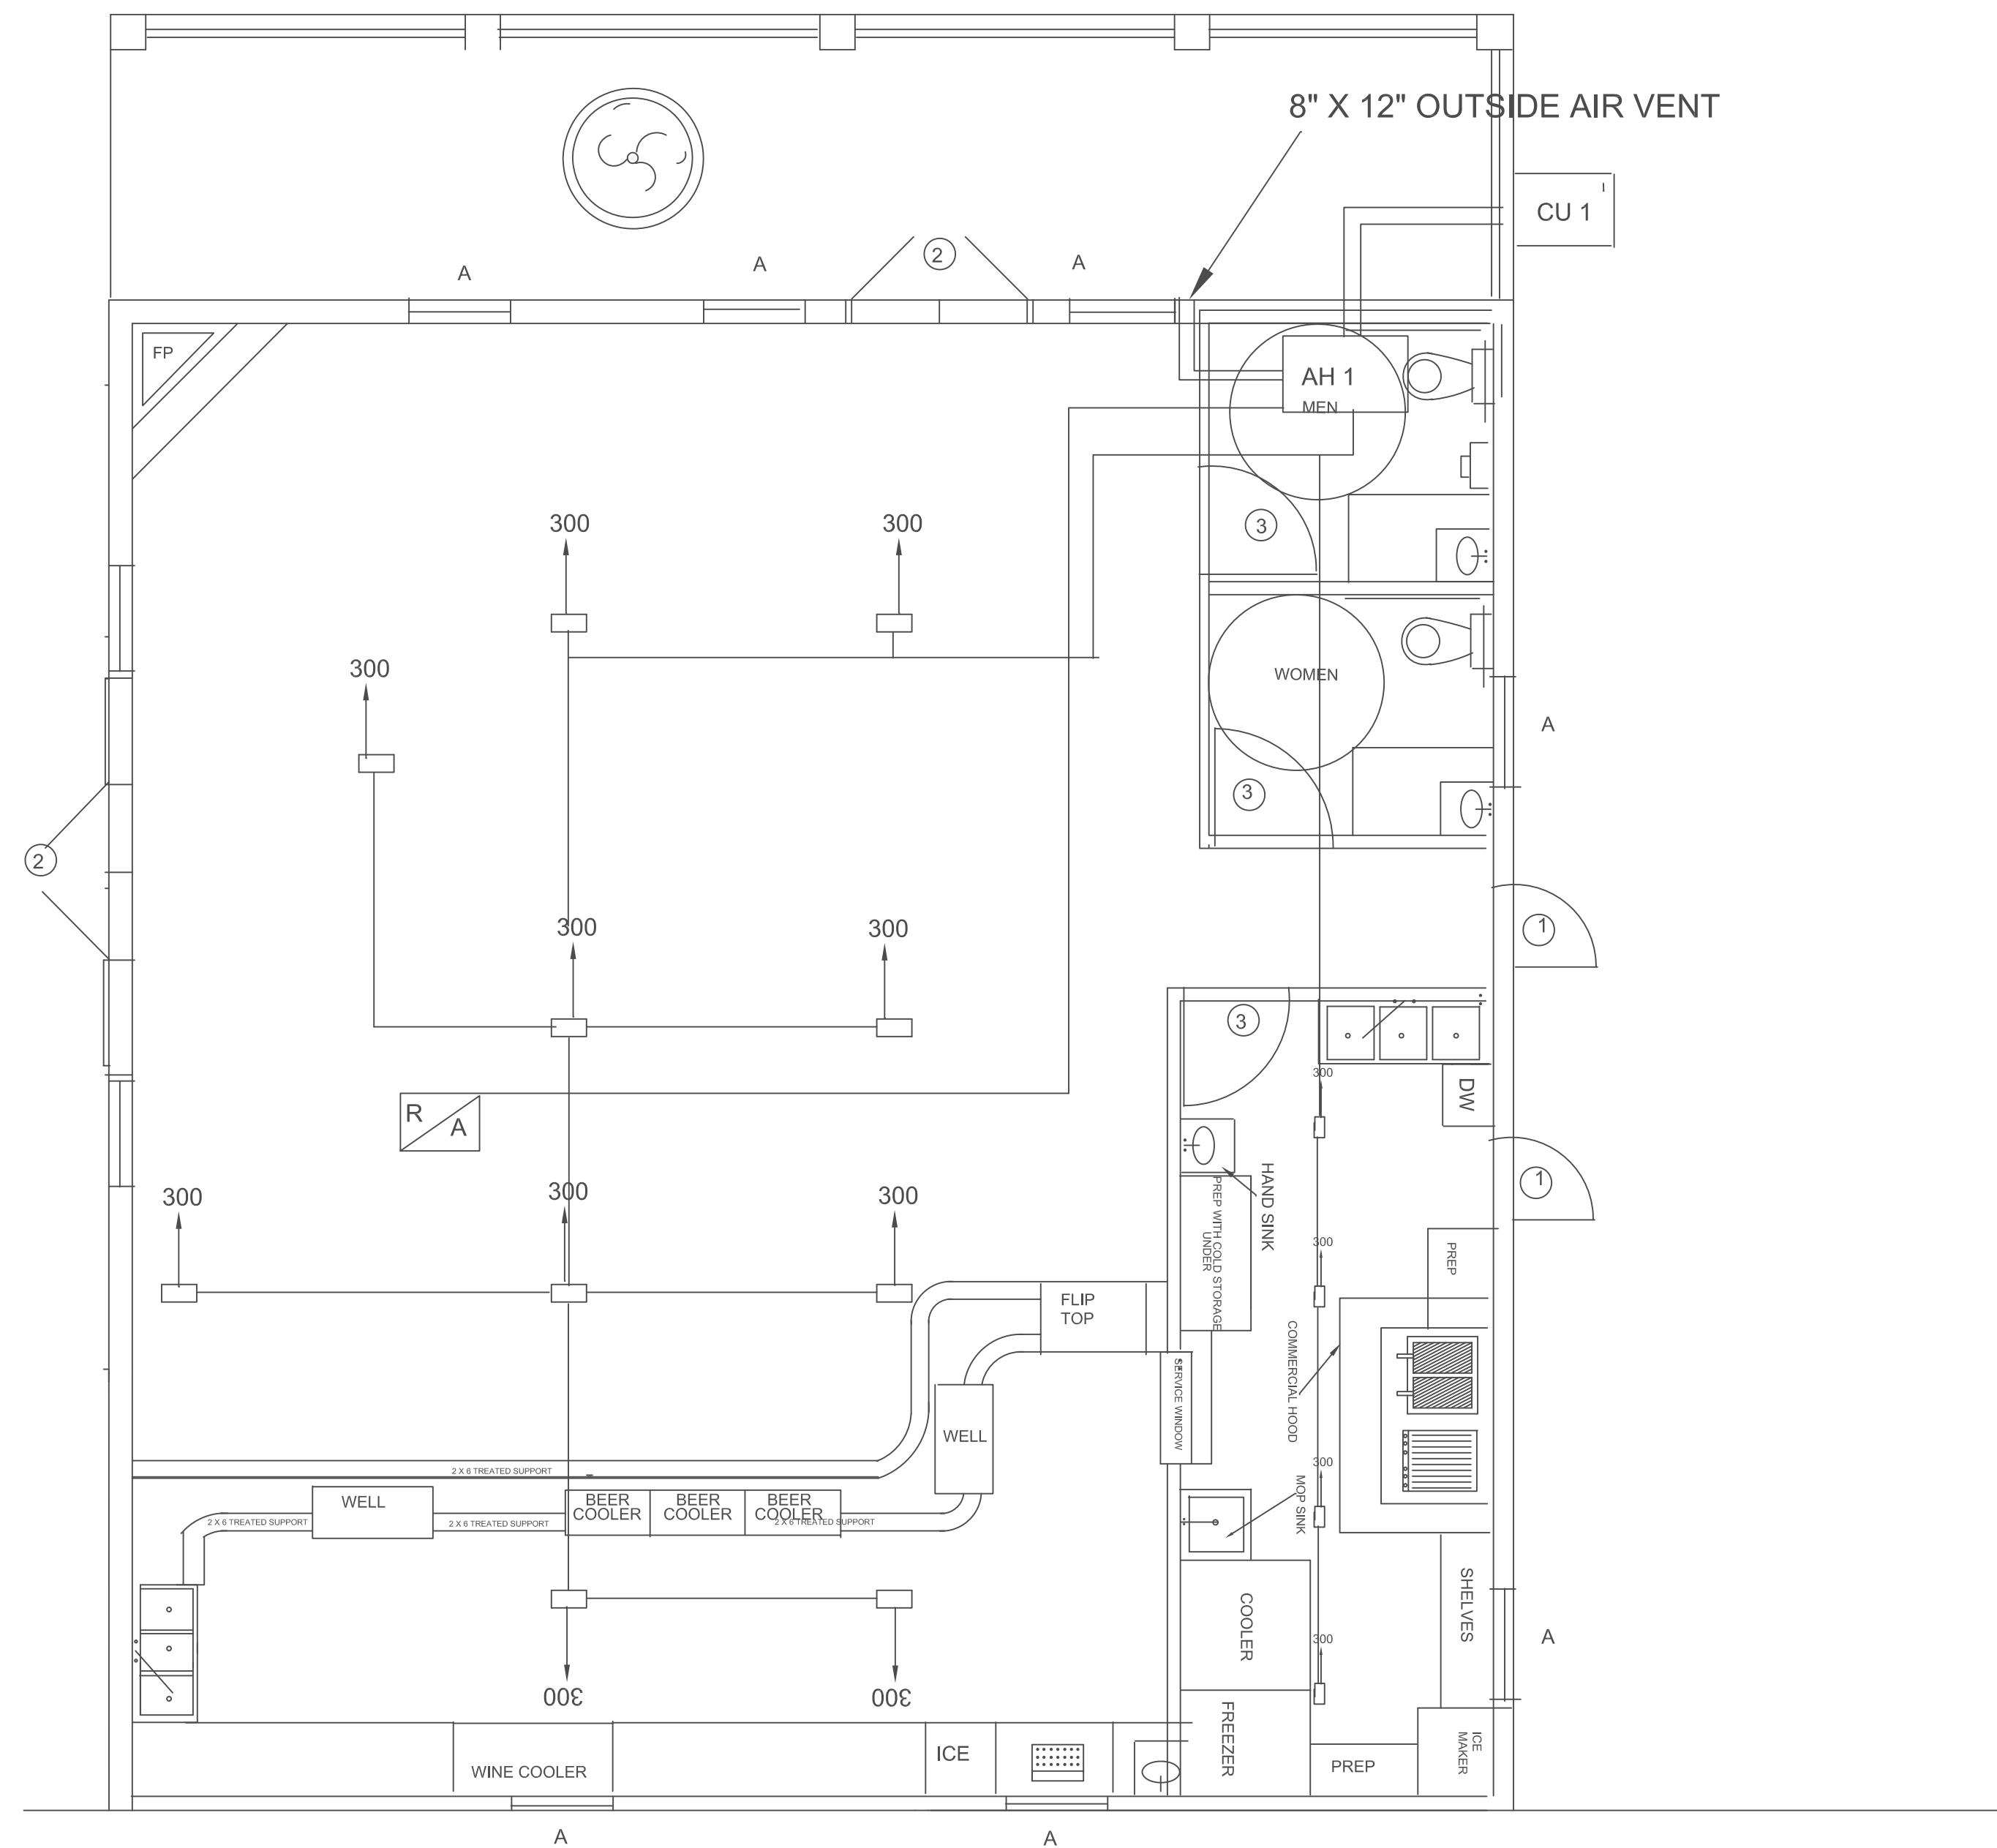 8" X 12" OUTSIDE AIR VENT
CU 1
2
A
A
A
FP
AH 1
MEN
300
300
3
300
WOMEN
A
3
2
300
300
1
3
300
DW
R
A
HAND SINK
1
300
300
300
PREP WITH COLD STORAGE
UNDER
300
PREP
FLIP
TOP
COMMERCIAL HOOD
SERVICE WINDOW
WELL
300
2 X 6 TREATED SUPPORT
MOP SINK
WELL
BEER
COOLER
BEER
COOLER
BEER
COOLER
2 X 6 TREATED SUPPORT
2 X 6 TREATED SUPPORT
2 X 6 TREATED SUPPORT
SHELVES
COOLER
300
A
300
300
FREEZER
ICE
MAKER
ICE
WINE COOLER
PREP
A
A